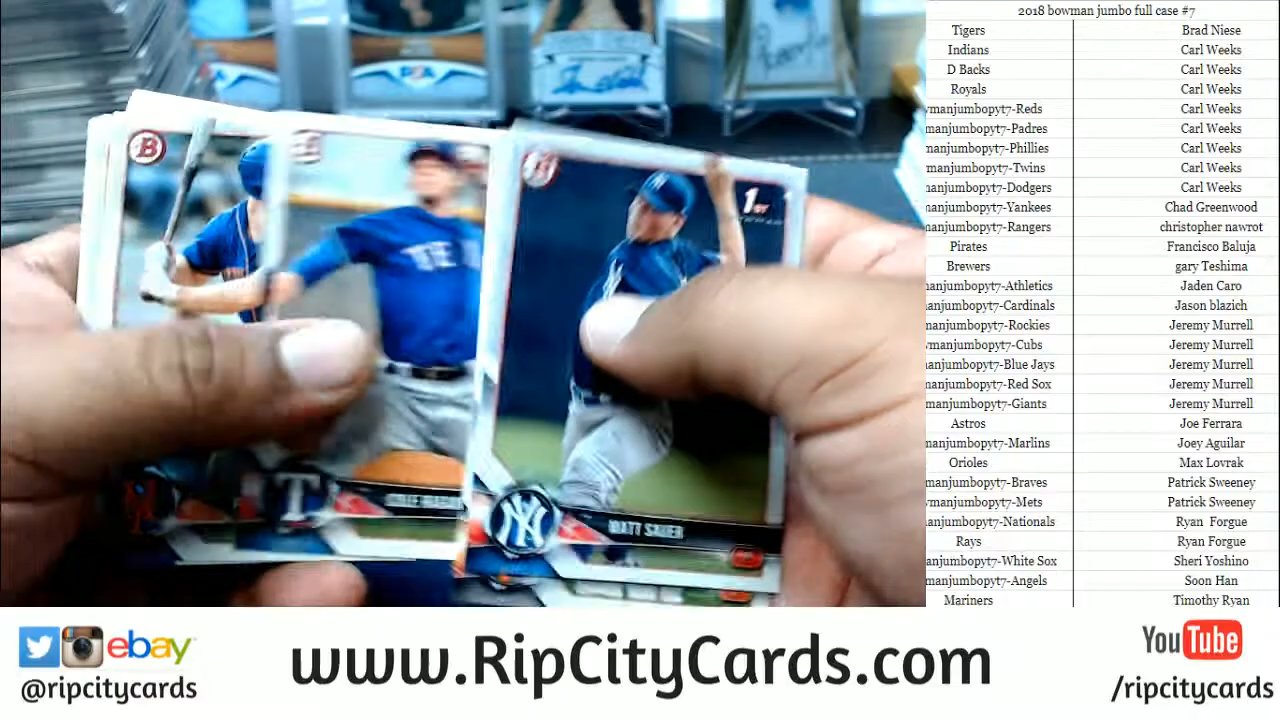 2018 bowman jumbo full case #7
Tigers Brad Niese
Indians Carl Weeks
D Backs Carl Weeks
Royals Carl Weeks
manjumbopyt7-Reds Carl Weeks
manjumbopyt7-Padres Carl Weeks
manjumbopyt7-Phillies Carl Weeks
manjumbopyt7-Twins Carl Weeks
manjumbopyt7-Dodgers Carl Weeks
manjumbopyt7-Yankees Chad Greenwood
manjumbopyt7-Rangers christopher nawrot
Pirates Francisco Baluja
Brewers gary Teshima
manjumbopyt7-Athletics Jaden Caro
manjumbopyt7-Cardinals Jason blazich
manjumbopyt7-Rockies Jeremy Murrell
manjumbopyt7-Cubs Jeremy Murrell
manjumbopyt7-Blue Jays Jeremy Murrell
manjumbopyt7-Red Sox Jeremy Murrell
manjumbopyt7-Giants Jeremy Murrell
Astros Joe Ferrara
manjumbopyt7-Marlins Joey Aguilar
Orioles Max Lovrak
manjumbopyt7-Braves Patrick Sweeney
manjumbopyt7-Mets Patrick Sweeney
anjumbopyt7-Nationals Ryan Forgue
Rays Ryan Forgue
anjumbopyt7-White Sox Sheri Yoshino
manjumbopyt7-Angels Soon Han
Mariners Timothy Ryan
B
1ST
T
NY
MATT SAUER
ebay
@ripcitycards
www.RipCityCards.com
YouTube
/ripcitycards